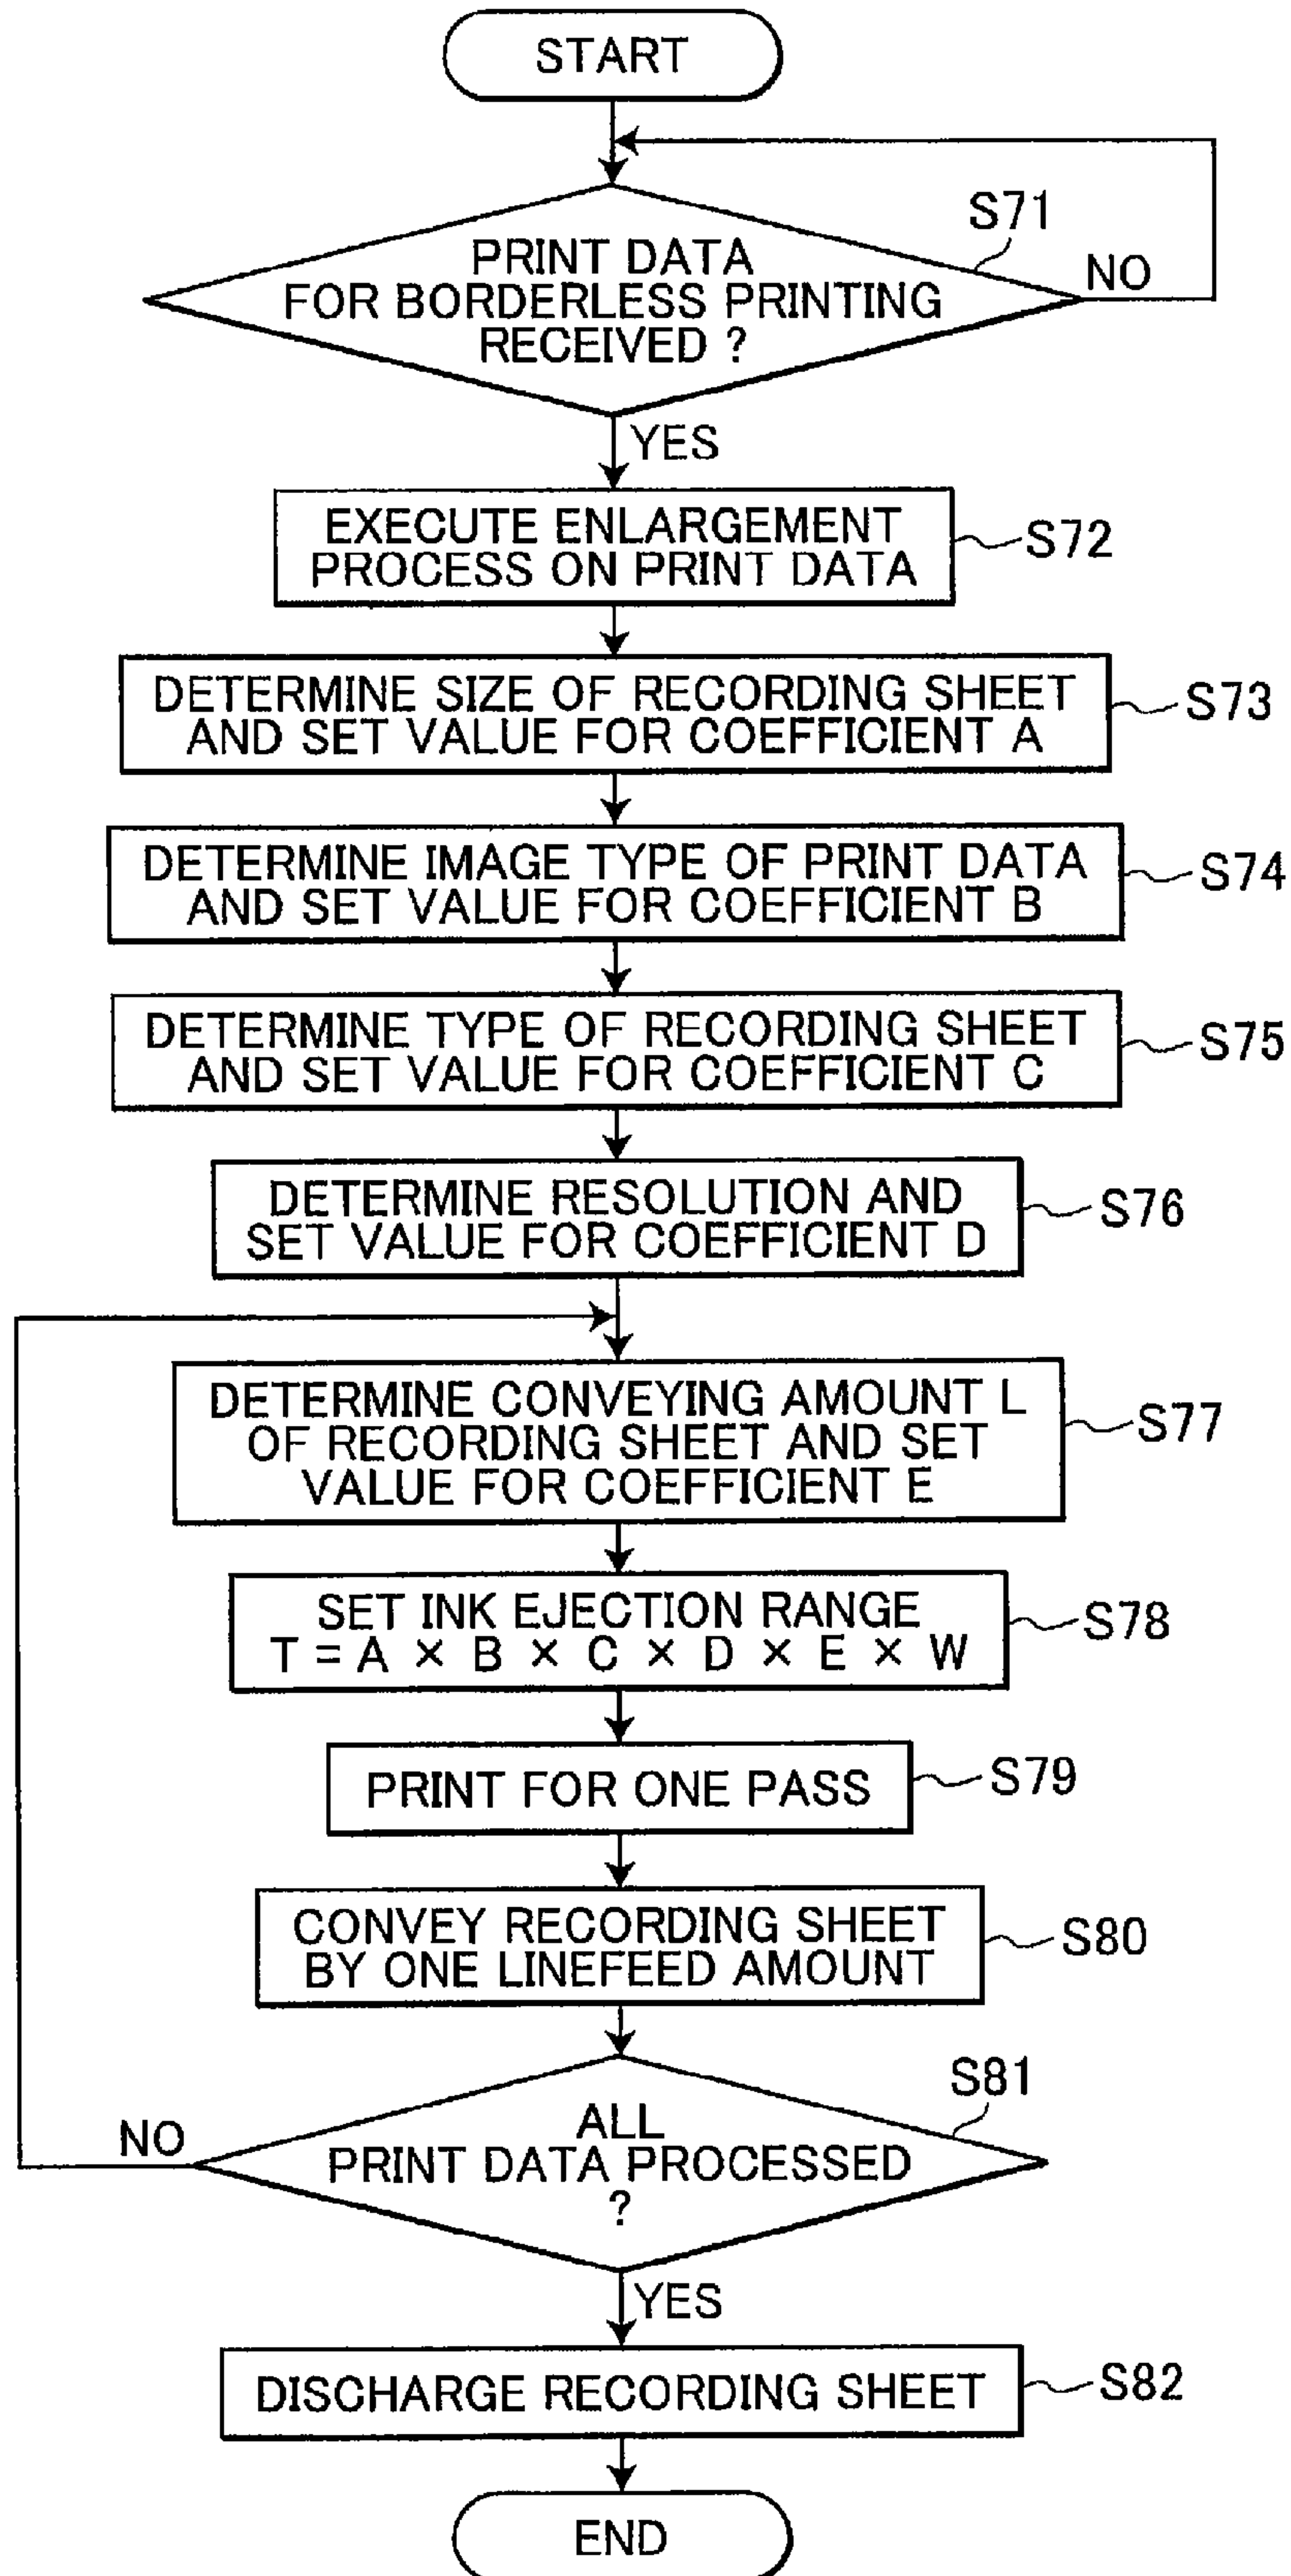 START
S71
PRINT DATA
FOR BORDERLESS PRINTING
RECEIVED ?
NO
YES
EXECUTE ENLARGEMENT
PROCESS ON PRINT DATA
S72
DETERMINE SIZE OF RECORDING SHEET
AND SET VALUE FOR COEFFICIENT A
S73
DETERMINE IMAGE TYPE OF PRINT DATA
AND SET VALUE FOR COEFFICIENT B
S74
DETERMINE TYPE OF RECORDING SHEET
AND SET VALUE FOR COEFFICIENT C
S75
DETERMINE RESOLUTION AND
SET VALUE FOR COEFFICIENT D
S76
DETERMINE CONVEYING AMOUNT L
OF RECORDING SHEET AND SET
VALUE FOR COEFFICIENT E
S77
SET INK EJECTION RANGE
T = A × B × C × D × E × W
S78
PRINT FOR ONE PASS
S79
CONVEY RECORDING SHEET
BY ONE LINEFEED AMOUNT
S80
S81
ALL
PRINT DATA PROCESSED
?
NO
YES
DISCHARGE RECORDING SHEET
S82
END